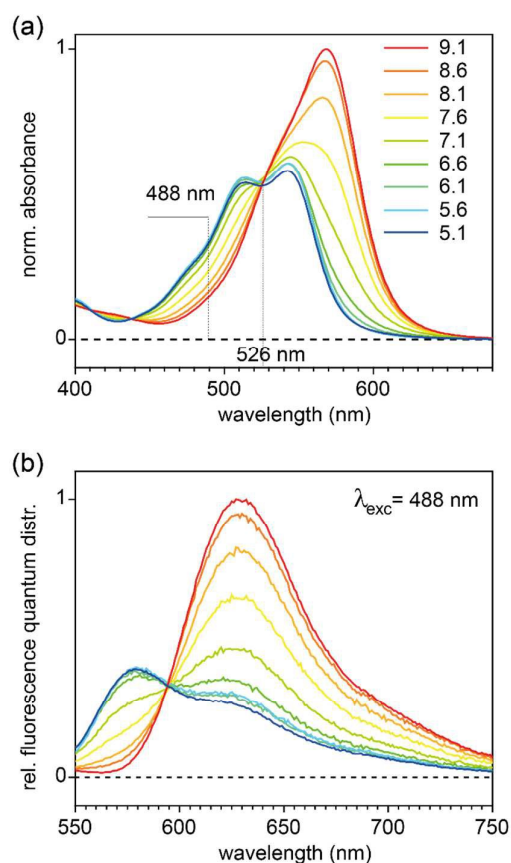 (a)
1
9.1
8.6
8.1
7.6
7.1
6.6
6.1
5.6
5.1
488 nm
norm. absorbance
0
526 nm
400
500
600
wavelength (nm)
(b)
1
λexc= 488 nm
rel. fluorescence quantum distr.
0
550
600
650
700
750
wavelength (nm)